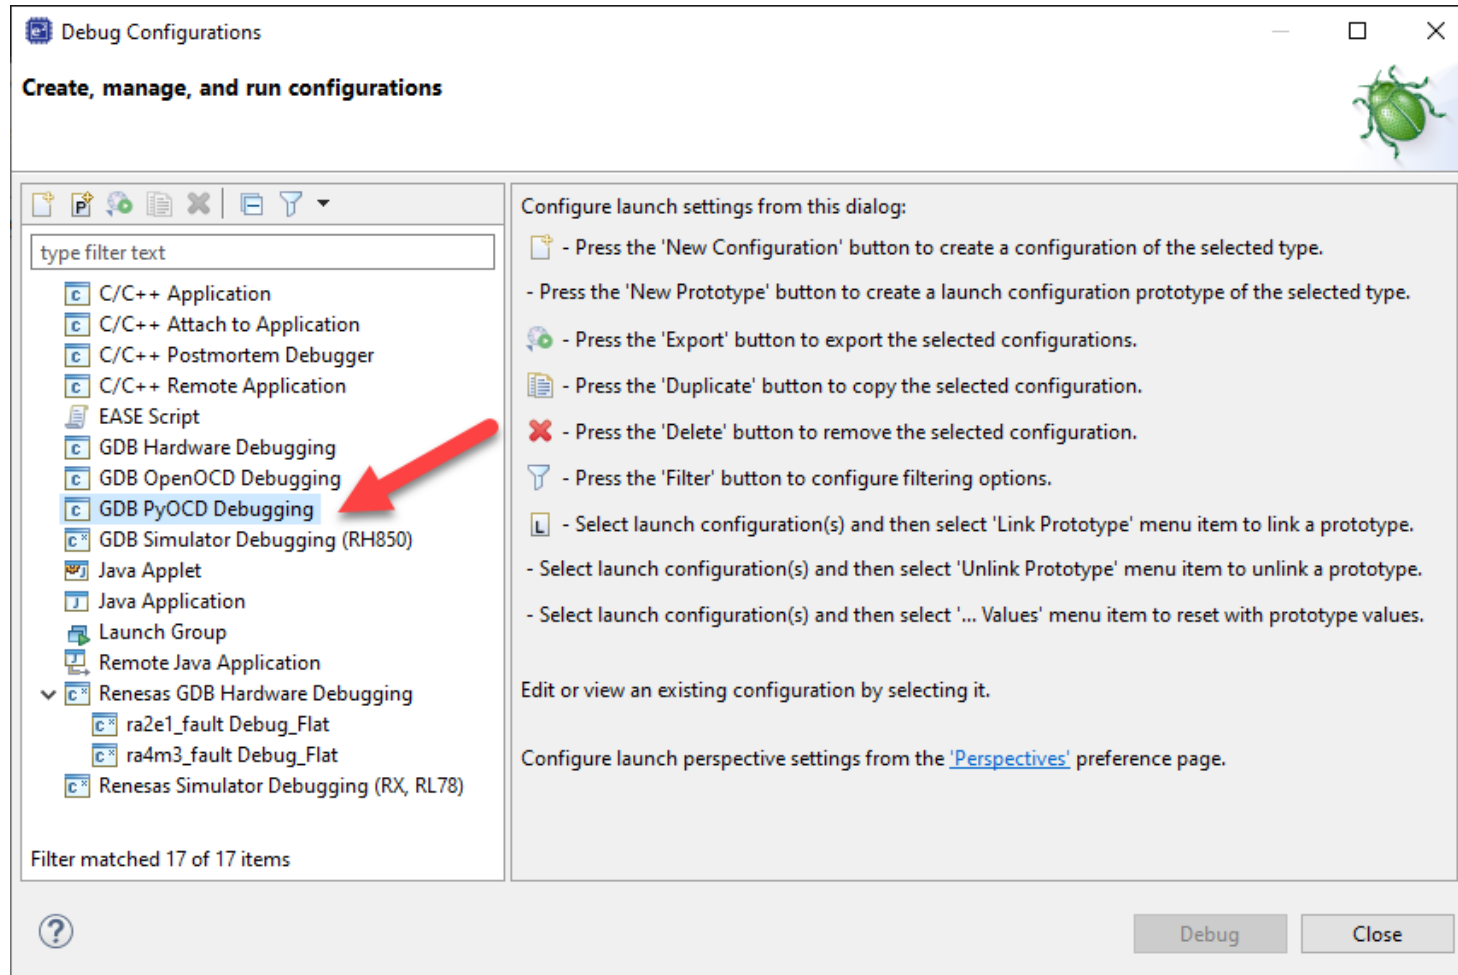 Debug Configurations
Create, manage, and run configurations
type filter text
C/C++ Application
C/C++ Attach to Application
C/C++ Postmortem Debugger
C/C++ Remote Application
EASE Script
GDB Hardware Debugging
GDB OpenOCD Debugging
GDB PyOCD Debugging
GDB Simulator Debugging (RH850)
Java Applet
Java Application
Launch Group
Remote Java Application
Renesas GDB Hardware Debugging
ra2e1_fault Debug_Flat
ra4m3_fault Debug_Flat
Renesas Simulator Debugging (RX, RL78)
Filter matched 17 of 17 items
Configure launch settings from this dialog:
- Press the 'New Configuration' button to create a configuration of the selected type.
- Press the 'New Prototype' button to create a launch configuration prototype of the selected type.
- Press the 'Export' button to export the selected configurations.
- Press the 'Duplicate' button to copy the selected configuration.
- Press the 'Delete' button to remove the selected configuration.
- Press the 'Filter' button to configure filtering options.
- Select launch configuration(s) and then select 'Link Prototype' menu item to link a prototype.
- Select launch configuration(s) and then select 'Unlink Prototype' menu item to unlink a prototype.
- Select launch configuration(s) and then select '... Values' menu item to reset with prototype values.
Edit or view an existing configuration by selecting it.
Configure launch perspective settings from the 'Perspectives' preference page.
Debug
Close